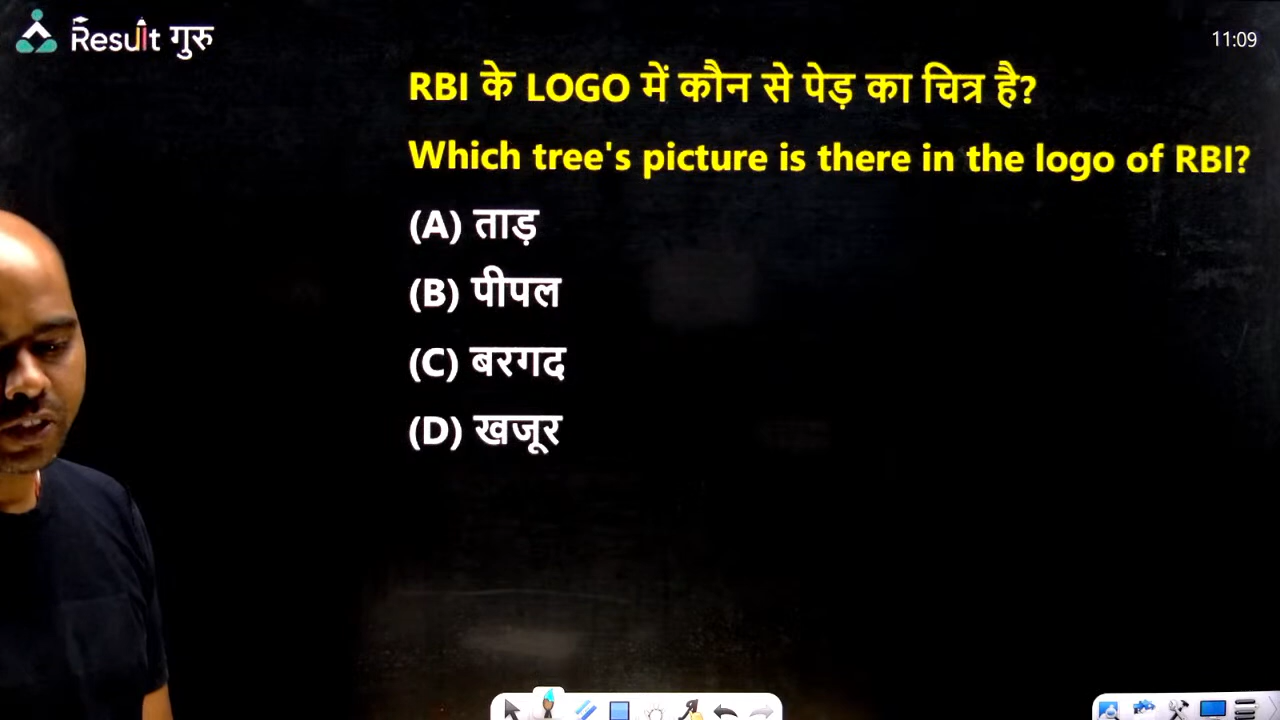 Result गुरु
11:09
RBI के LOGO में कौन से पेड़ का चित्र है?
Which tree's picture is there in the logo of RBI?
(A) ताड़
(B) पीपल
(C) बरगद
(D) खजूर